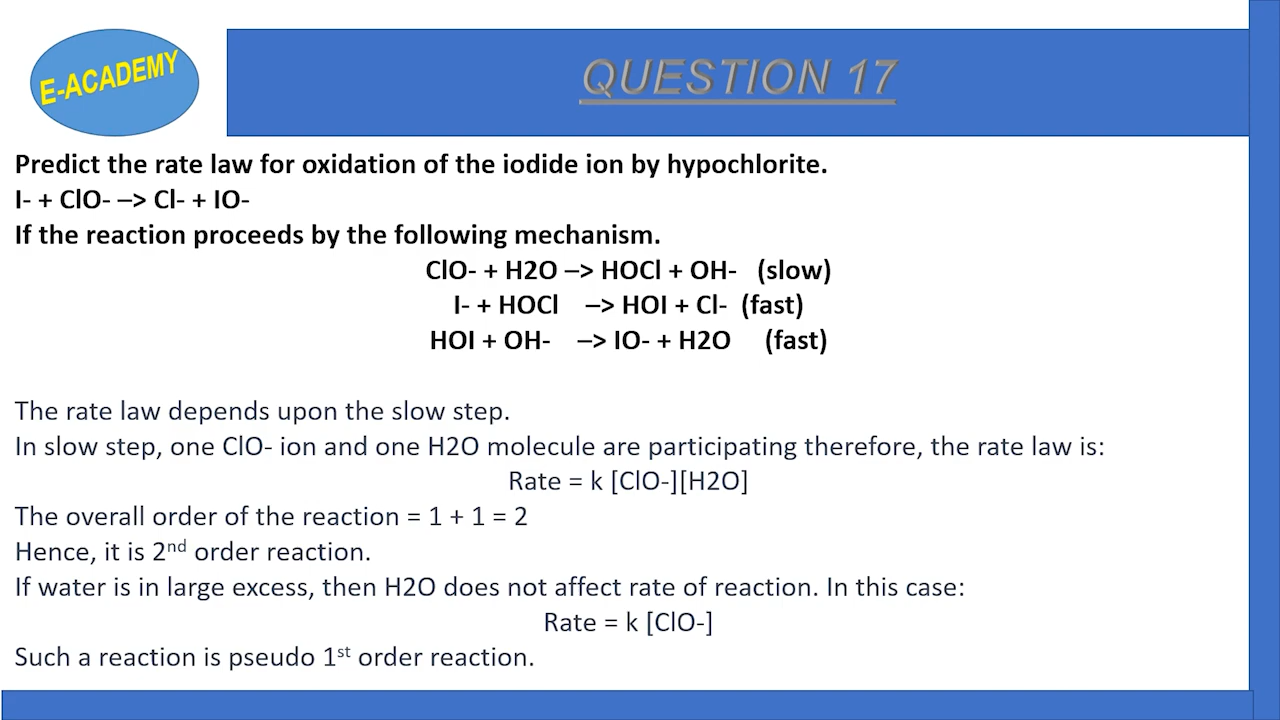 E-ACADEMY
QUESTION 17
Predict the rate law for oxidation of the iodide ion by hypochlorite.
I- + ClO- –> Cl- + IO-
If the reaction proceeds by the following mechanism.
ClO- + H2O –> HOCl + OH- (slow)
I- + HOCl –> HOI + Cl- (fast)
HOI + OH- –> IO- + H2O (fast)
The rate law depends upon the slow step.
In slow step, one ClO- ion and one H2O molecule are participating therefore, the rate law is:
Rate = k [ClO-][H2O]
The overall order of the reaction = 1 + 1 = 2
Hence, it is 2nd order reaction.
If water is in large excess, then H2O does not affect rate of reaction. In this case:
Rate = k [ClO-]
Such a reaction is pseudo 1st order reaction.